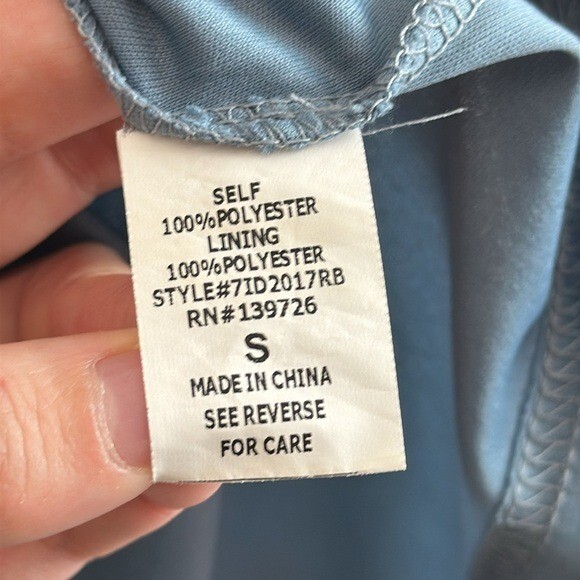 SELF
100%POLYESTER
LINING
100%POLYESTER
STYLE#7ID2017RB
RN#139726
S
MADE IN CHINA
SEE REVERSE
FOR CARE